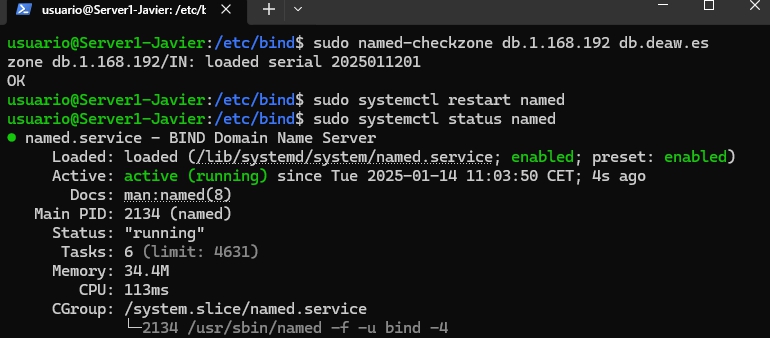 usuario@Server1-Javier: /etc/b
usuario@Server1-Javier:/etc/bind$ sudo named-checkzone db.1.168.192 db.deaw.es
zone db.1.168.192/IN: loaded serial 2025011201
OK
usuario@Server1-Javier:/etc/bind$ sudo systemctl restart named
usuario@Server1-Javier:/etc/bind$ sudo systemctl status named
● named.service - BIND Domain Name Server
Loaded: loaded (/lib/systemd/system/named.service; enabled; preset: enabled)
Active: active (running) since Tue 2025-01-14 11:03:50 CET; 4s ago
Docs: man:named(8)
Main PID: 2134 (named)
Status: "running"
Tasks: 6 (limit: 4631)
Memory: 34.4M
CPU: 113ms
CGroup: /system.slice/named.service
└─2134 /usr/sbin/named -f -u bind -4